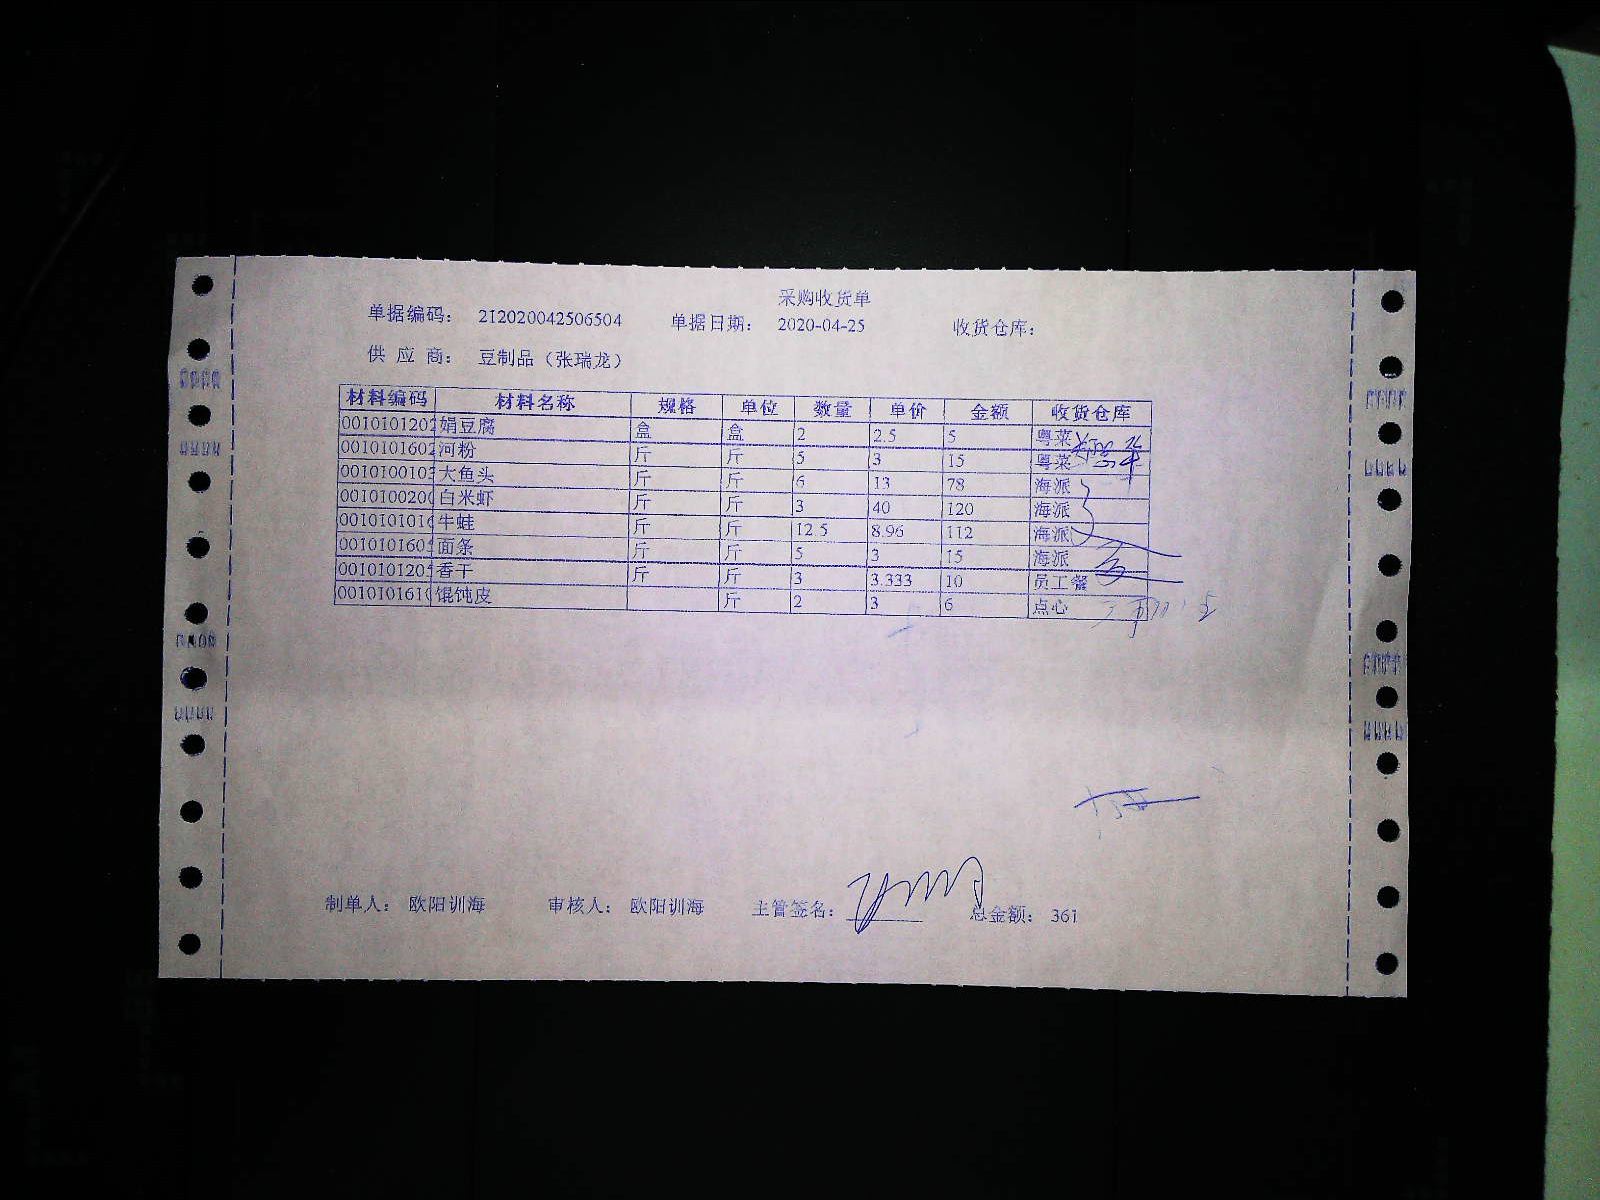 采购收货单
单据编码: 212020042506504 单据日期: 2020-04-25 收货仓库:
供 应 商: 豆制品（张瑞龙）
材料编码 材料名称 规格 单位 数量 单价 金额 收货仓库
0010101202 娟豆腐 盒 盒 2 2.5 5 粤菜
0010101602 河粉 斤 斤 5 3 15 粤菜
001010010 大鱼头 斤 斤 6 13 78 海派
001010020 白米虾 斤 斤 3 40 120 海派
001010101 牛蛙 斤 斤 12.5 8.96 112 海派
001010160 面条 斤 斤 5 3 15 海派
001010120 香干 斤 斤 3 3.333 10 员工餐
001010161 馄饨皮 斤 2 3 6 点心
制单人: 欧阳训海 审核人: 欧阳训海 主管签名: 总金额: 361